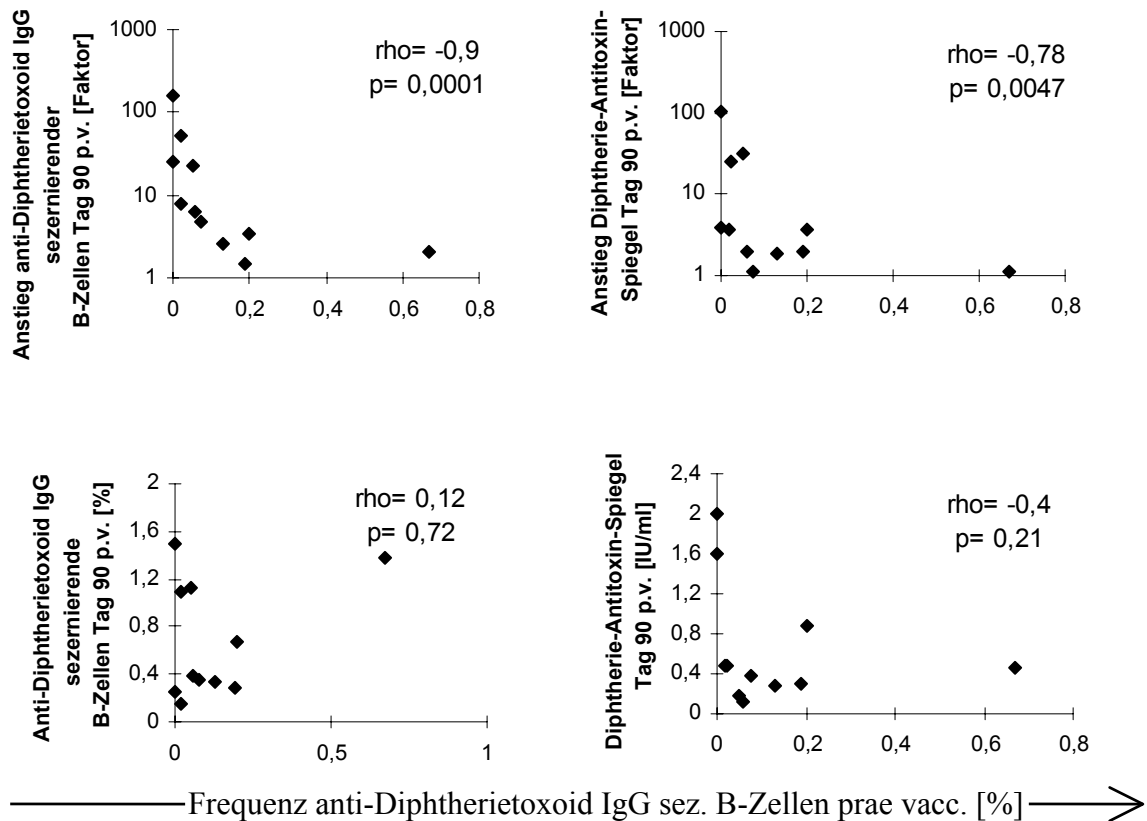 Anstieg anti-Diphtherietoxoid IgG
sezernierender
B-Zellen Tag 90 p.v. [Faktor]
1000
100
10
1
0 0,2 0,4 0,6 0,8
rho= -0,9
p= 0,0001
Anstieg Diphtherie-Antitoxin-
Spiegel Tag 90 p.v. [Faktor]
1000
100
10
1
0 0,2 0,4 0,6 0,8
rho= -0,78
p= 0,0047
Anti-Diphtherietoxoid IgG
sezernierende
B-Zellen Tag 90 p.v. [%]
2
1,6
1,2
0,8
0,4
0
0 0,5 1
rho= 0,12
p= 0,72
Diphtherie-Antitoxin-Spiegel
Tag 90 p.v. [IU/ml]
2,4
2
1,6
1,2
0,8
0,4
0
0 0,2 0,4 0,6 0,8
rho= -0,4
p= 0,21
Frequenz anti-Diphtherietoxoid IgG sez. B-Zellen prae vacc. [%]